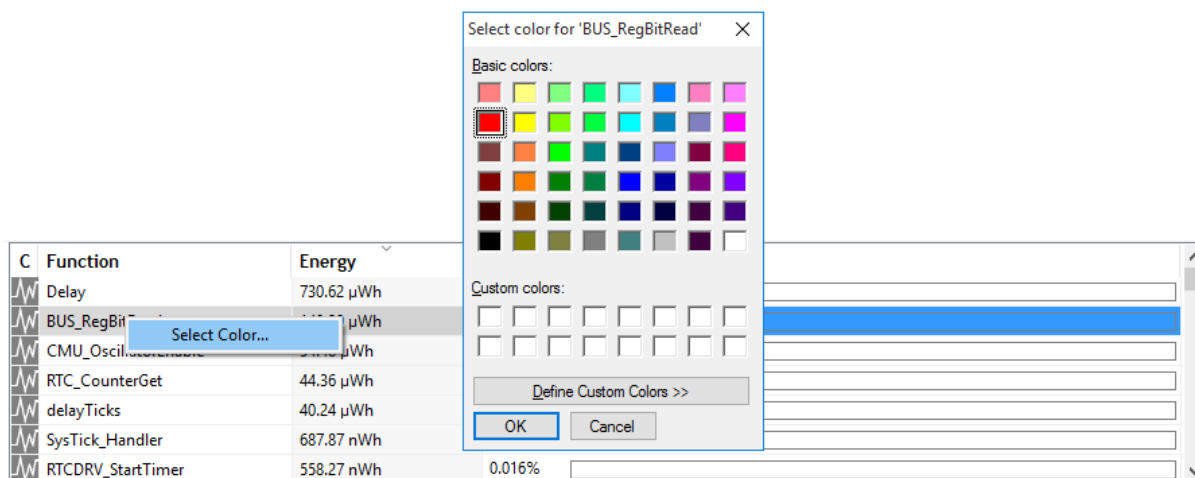 Select color for 'BUS_RegBitRead'
Basic colors:
Custom colors:
Define Custom Colors >>
OK Cancel
C Function Energy
Delay 730.62 µWh
BUS_RegBit µWh
Select Color...
CMU_Oscill µWh
RTC_CounterGet 44.36 µWh
delayTicks 40.24 µWh
SysTick_Handler 687.87 nWh
RTCDRV_StartTimer 558.27 nWh 0.016%